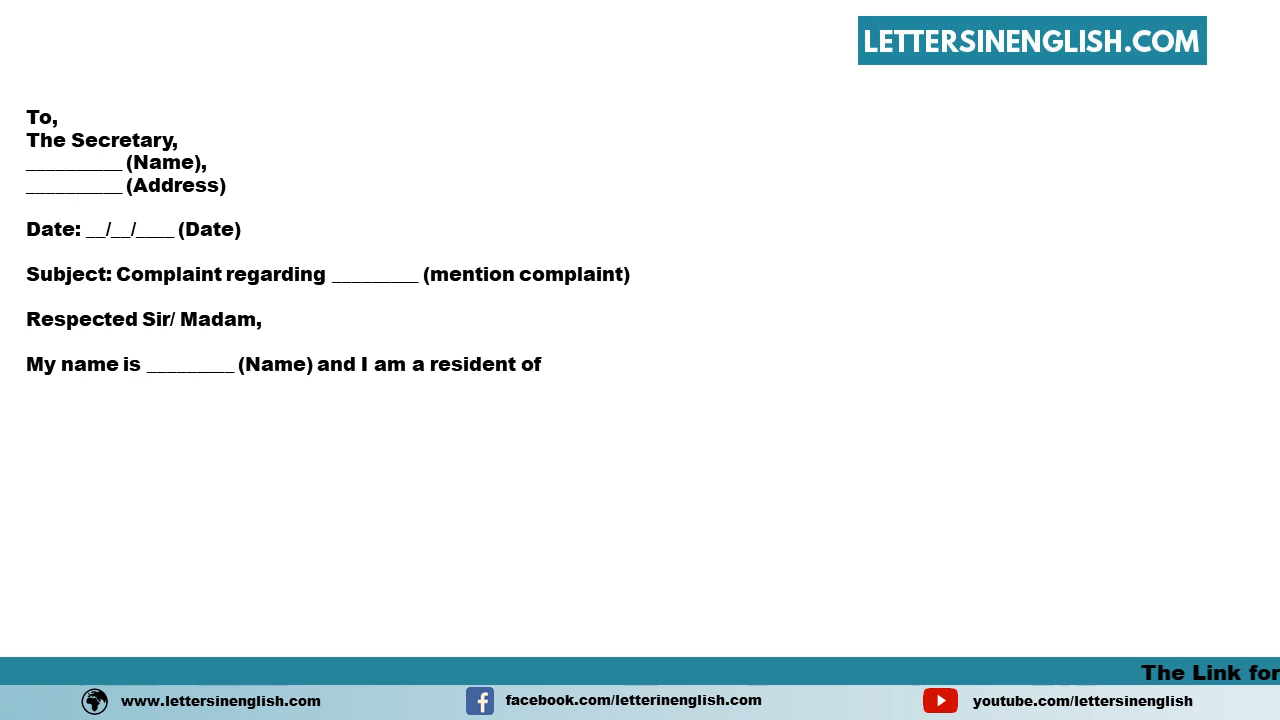 LETTERSINENGLISH.COM
To,
The Secretary,
__________ (Name),
__________ (Address)
Date: __/__/____ (Date)
Subject: Complaint regarding _________ (mention complaint)
Respected Sir/ Madam,
My name is _________ (Name) and I am a resident of
The Link for
www.lettersinenglish.com
facebook.com/letterinenglish.com
youtube.com/lettersinenglish